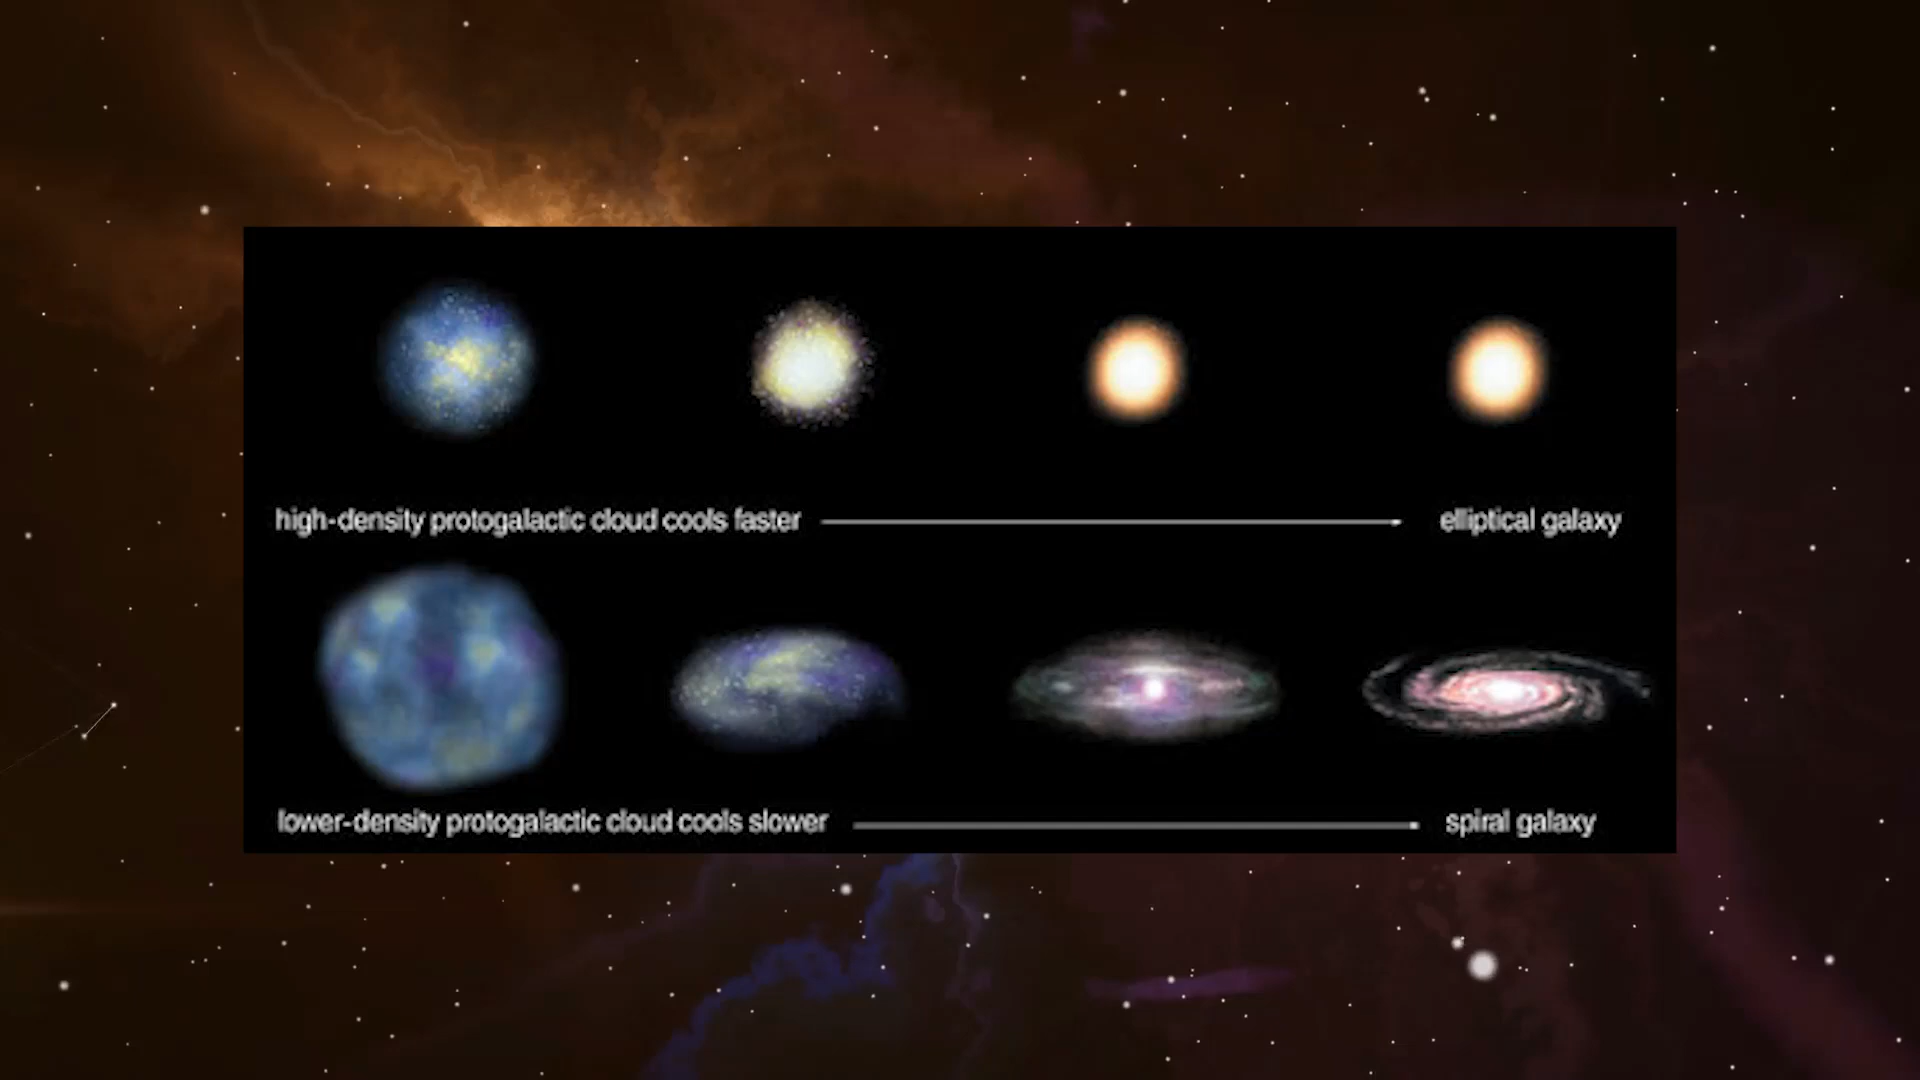 high-density protogalactic cloud cools faster
elliptical galaxy
lower-density protogalactic cloud cools slower
spiral galaxy